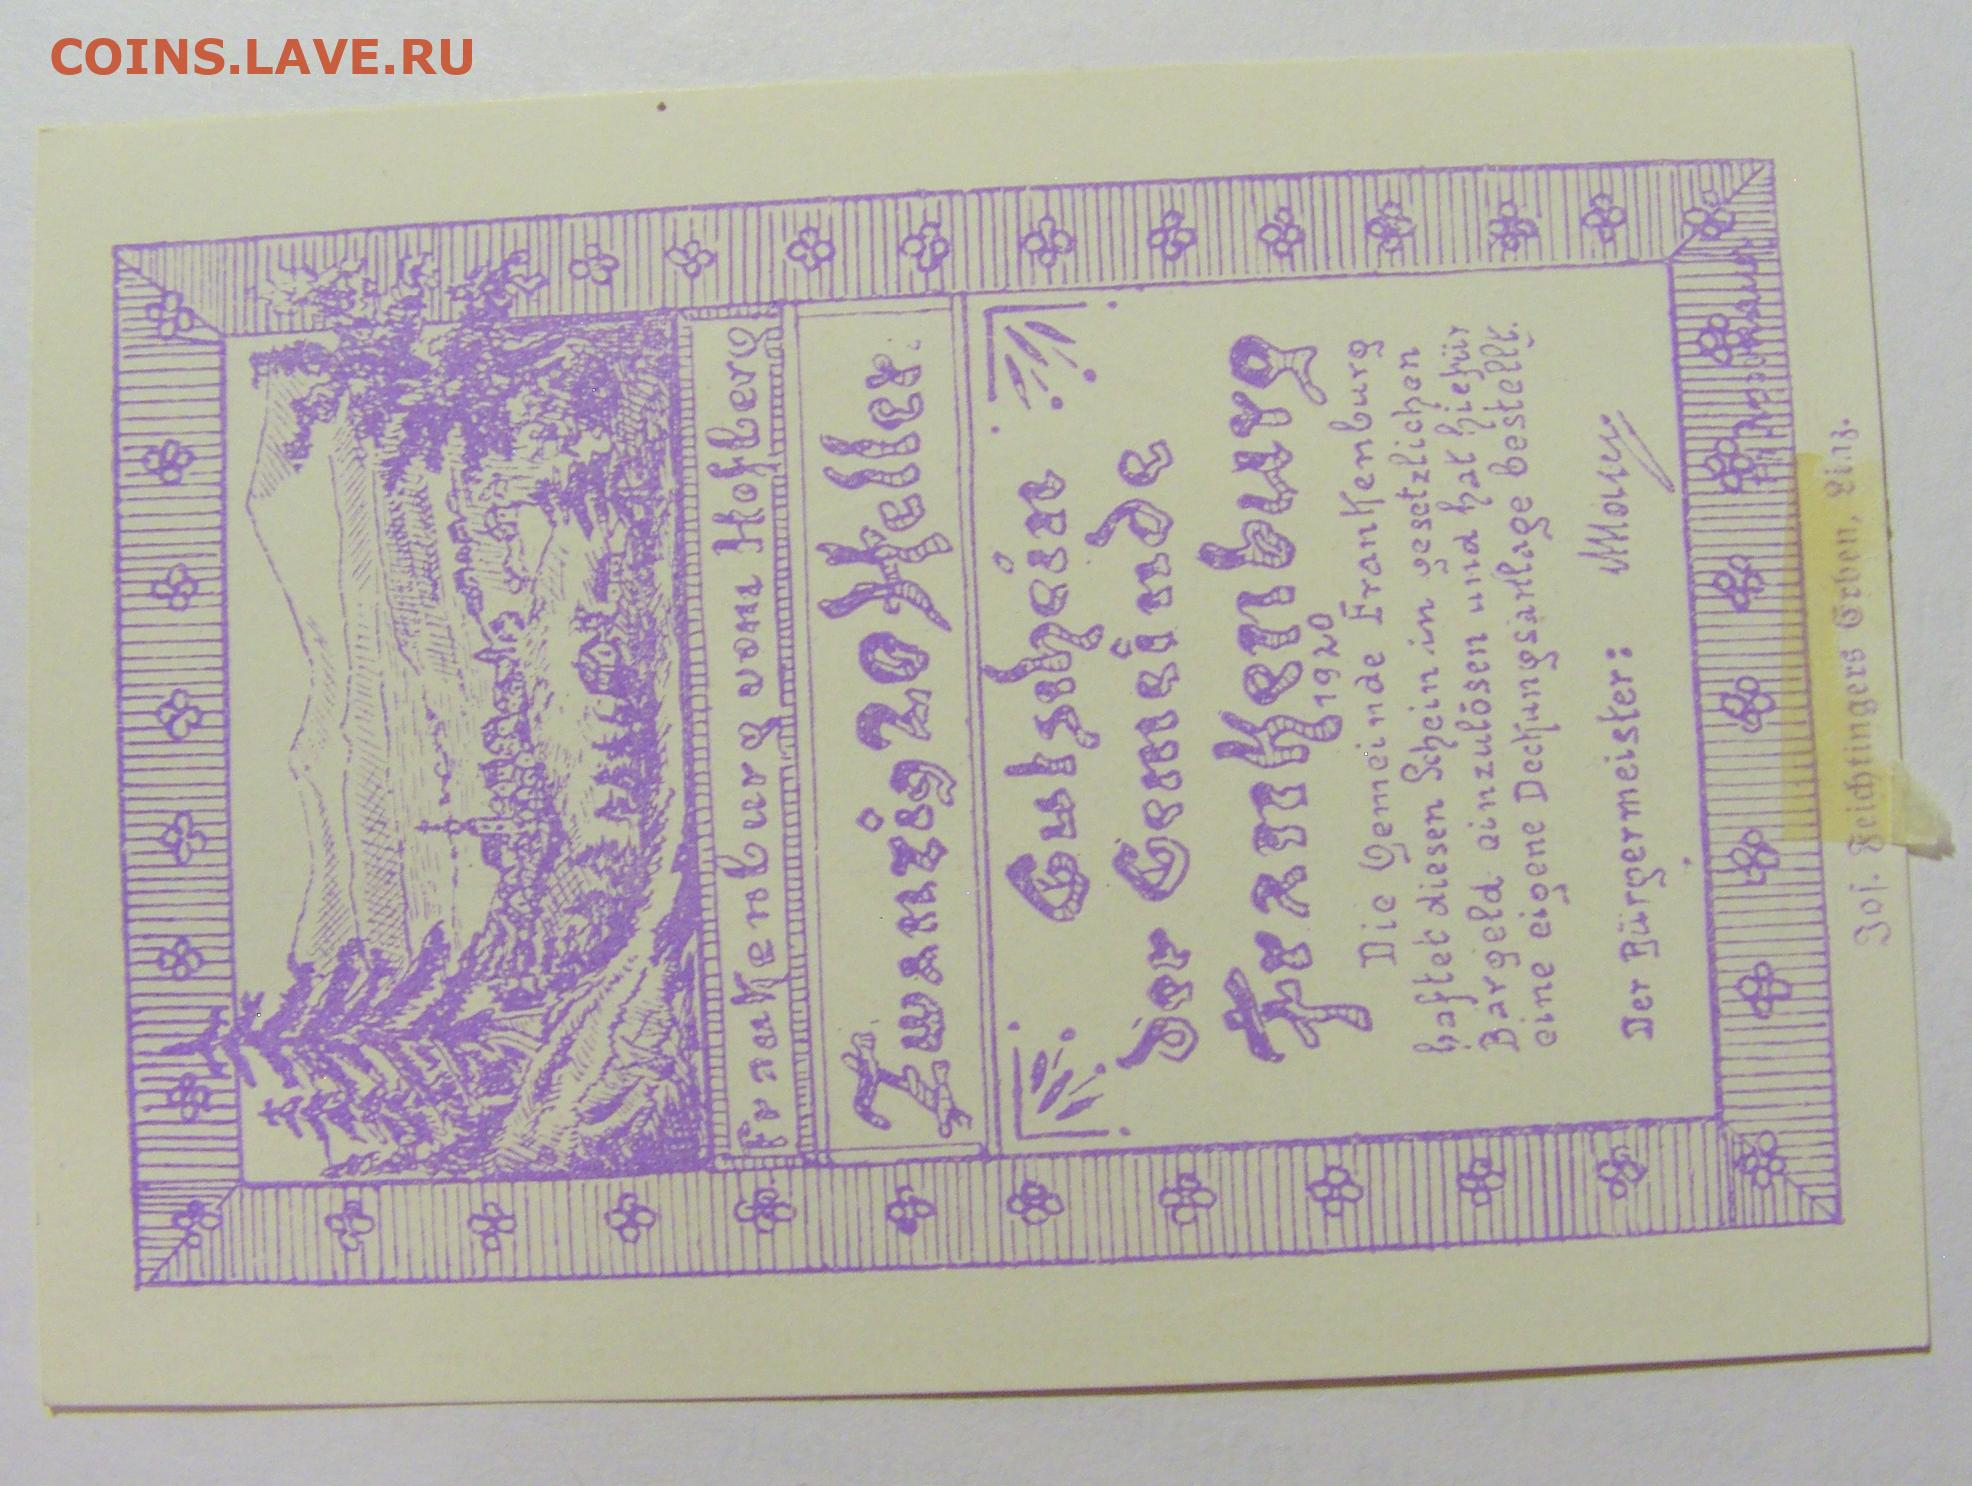 COINS.LAVE.RU
Frankenburg vom Hofberg
Zwanzig 20 Heller.
Gutschein
der Gemeinde
Frankenburg
1920
Die Gemeinde Frankenburg
haftet diesen Schein in gesetzlichen
Bargeld einzulösen und hat hiefür
eine eigene Deckungsanlage bestellt.
Der Bürgermeister:
Jos. Feichtingers Erben, Linz.